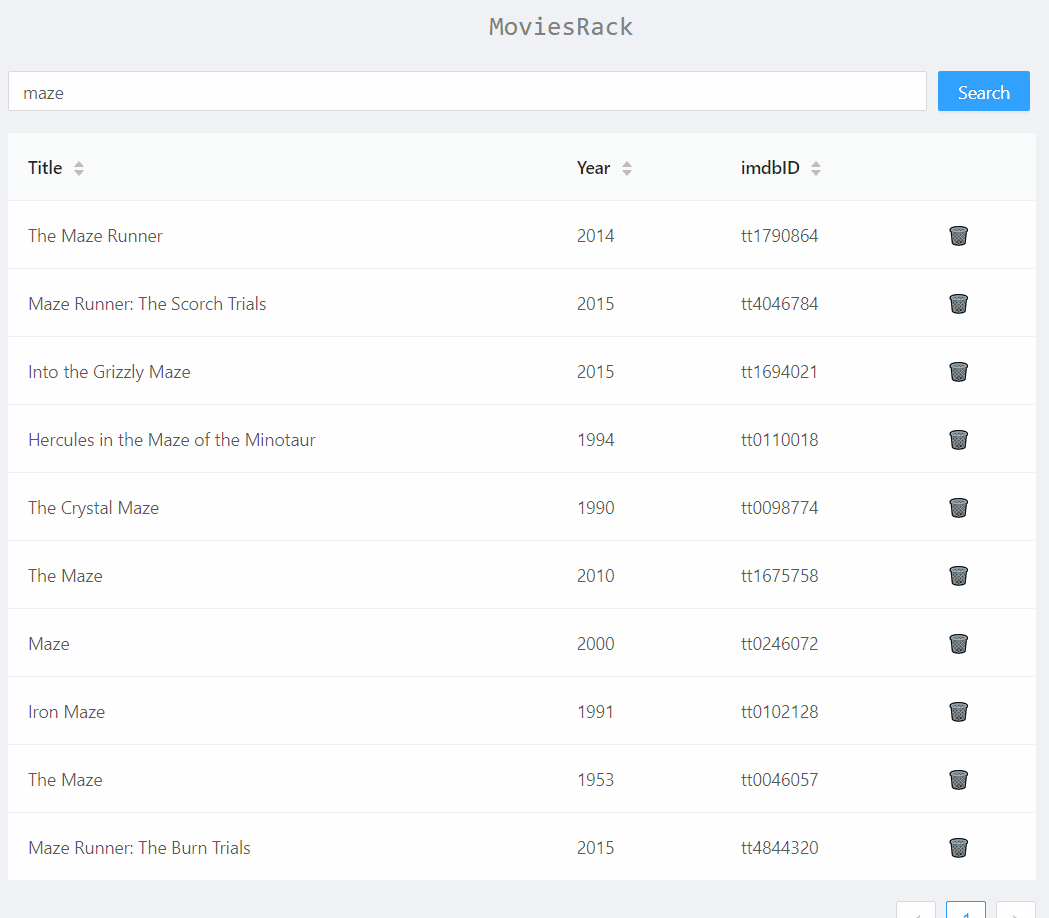 MoviesRack
maze
Search
Title Year imdbID
The Maze Runner 2014 tt1790864
Maze Runner: The Scorch Trials 2015 tt4046784
Into the Grizzly Maze 2015 tt1694021
Hercules in the Maze of the Minotaur 1994 tt0110018
The Crystal Maze 1990 tt0098774
The Maze 2010 tt1675758
Maze 2000 tt0246072
Iron Maze 1991 tt0102128
The Maze 1953 tt0046057
Maze Runner: The Burn Trials 2015 tt4844320
1